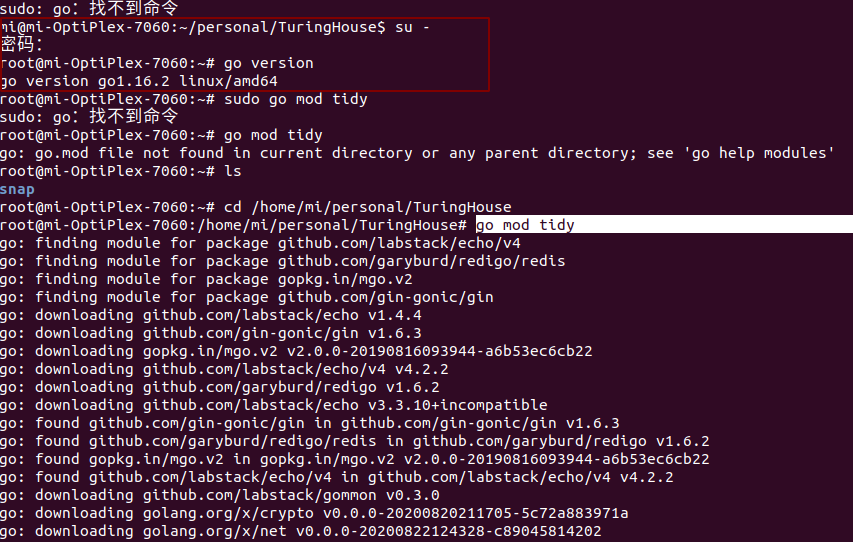 sudo: go: 找不到命令
mi@mi-OptiPlex-7060:~/personal/TuringHouse$ su -
密码：
root@mi-OptiPlex-7060:~# go version
go version go1.16.2 linux/amd64
root@mi-OptiPlex-7060:~# sudo go mod tidy
sudo: go: 找不到命令
root@mi-OptiPlex-7060:~# go mod tidy
go: go.mod file not found in current directory or any parent directory; see 'go help modules'
root@mi-OptiPlex-7060:~# ls
snap
root@mi-OptiPlex-7060:~# cd /home/mi/personal/TuringHouse
root@mi-OptiPlex-7060:/home/mi/personal/TuringHouse# go mod tidy
go: finding module for package github.com/labstack/echo/v4
go: finding module for package github.com/garyburd/redigo/redis
go: finding module for package gopkg.in/mgo.v2
go: finding module for package github.com/gin-gonic/gin
go: downloading github.com/labstack/echo v1.4.4
go: downloading github.com/gin-gonic/gin v1.6.3
go: downloading gopkg.in/mgo.v2 v2.0.0-20190816093944-a6b53ec6cb22
go: downloading github.com/labstack/echo/v4 v4.2.2
go: downloading github.com/garyburd/redigo v1.6.2
go: downloading github.com/labstack/echo v3.3.10+incompatible
go: found github.com/gin-gonic/gin in github.com/gin-gonic/gin v1.6.3
go: found github.com/garyburd/redigo/redis in github.com/garyburd/redigo v1.6.2
go: found gopkg.in/mgo.v2 in gopkg.in/mgo.v2 v2.0.0-20190816093944-a6b53ec6cb22
go: found github.com/labstack/echo/v4 in github.com/labstack/echo/v4 v4.2.2
go: downloading github.com/labstack/gommon v0.3.0
go: downloading golang.org/x/crypto v0.0.0-20200820211705-5c72a883971a
go: downloading golang.org/x/net v0.0.0-20200822124328-c89045814202